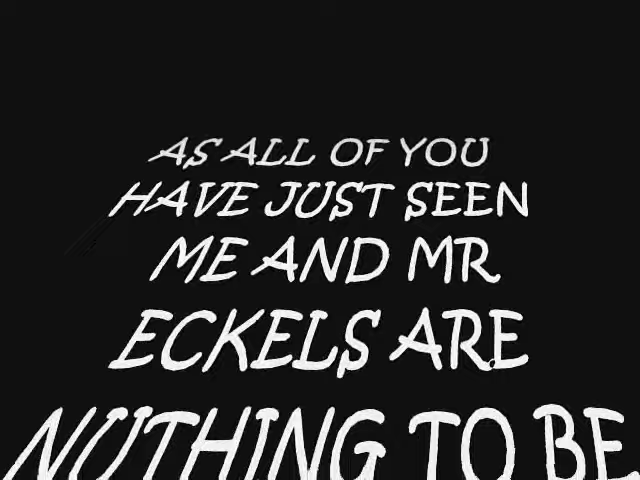 AS ALL OF YOU
HAVE JUST SEEN
ME AND MR
ECKELS ARE
NUTHING TO BE